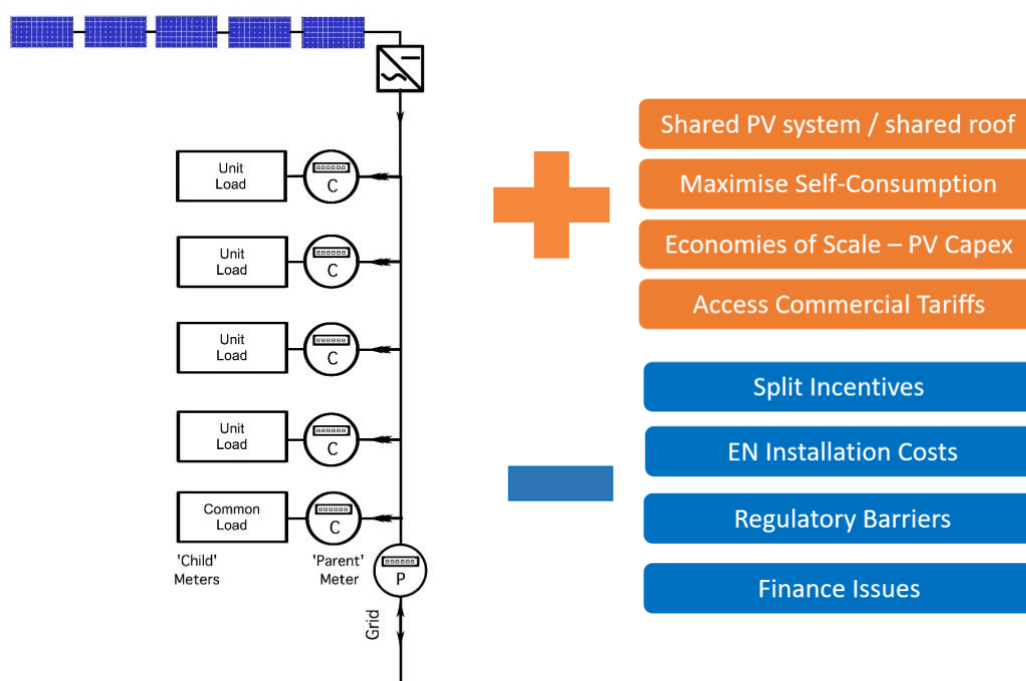 Unit
Load
C
Unit
Load
C
Unit
Load
C
Unit
Load
C
Common
Load
C
'Child'
Meters
'Parent'
Meter
P
Grid
Shared PV system / shared roof
Maximise Self-Consumption
Economies of Scale – PV Capex
Access Commercial Tariffs
Split Incentives
EN Installation Costs
Regulatory Barriers
Finance Issues